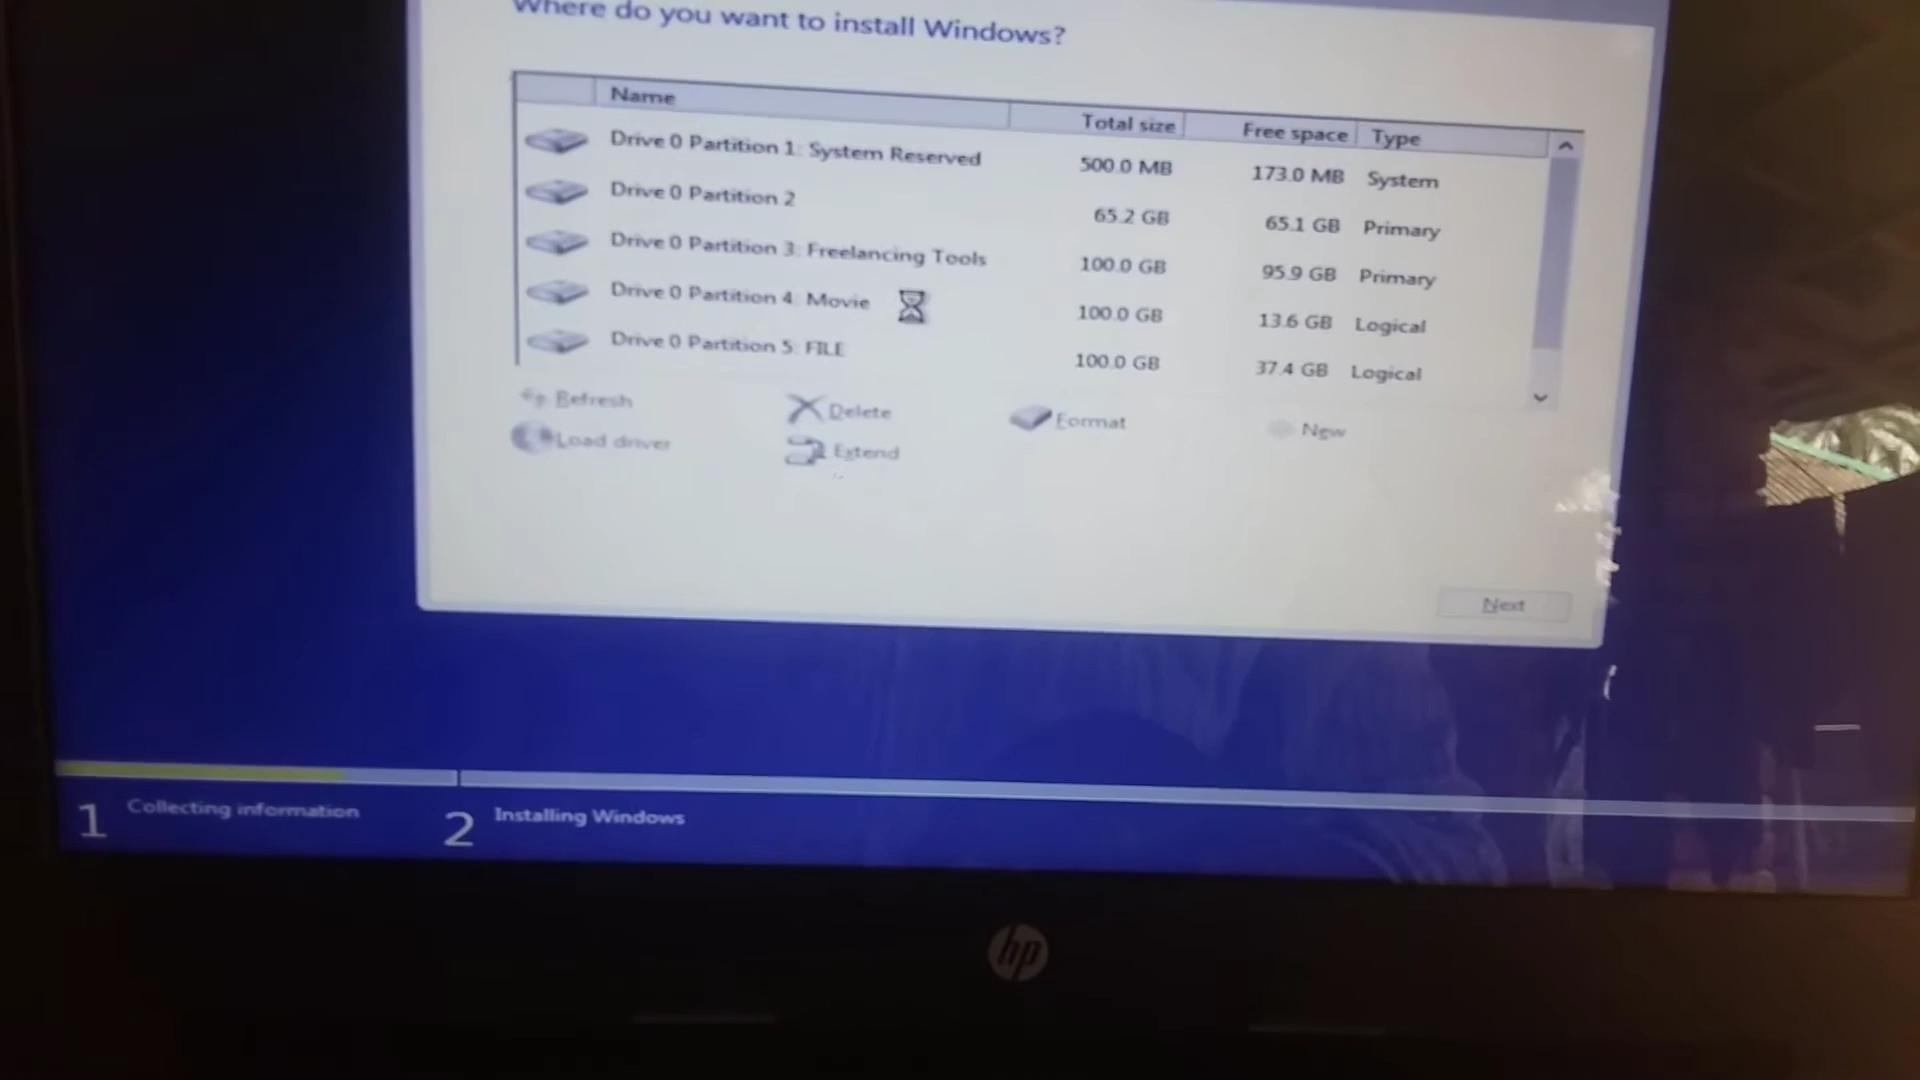 Where do you want to install Windows?
Name Total size Free space Type
Drive 0 Partition 1: System Reserved 500.0 MB 173.0 MB System
Drive 0 Partition 2 65.2 GB 65.1 GB Primary
Drive 0 Partition 3: Freelancing Tools 100.0 GB 95.9 GB Primary
Drive 0 Partition 4: Movie 100.0 GB 13.6 GB Logical
Drive 0 Partition 5: FILE 100.0 GB 37.4 GB Logical
Refresh Delete Format New
Load driver Extend
Next
1 Collecting information 2 Installing Windows
hp